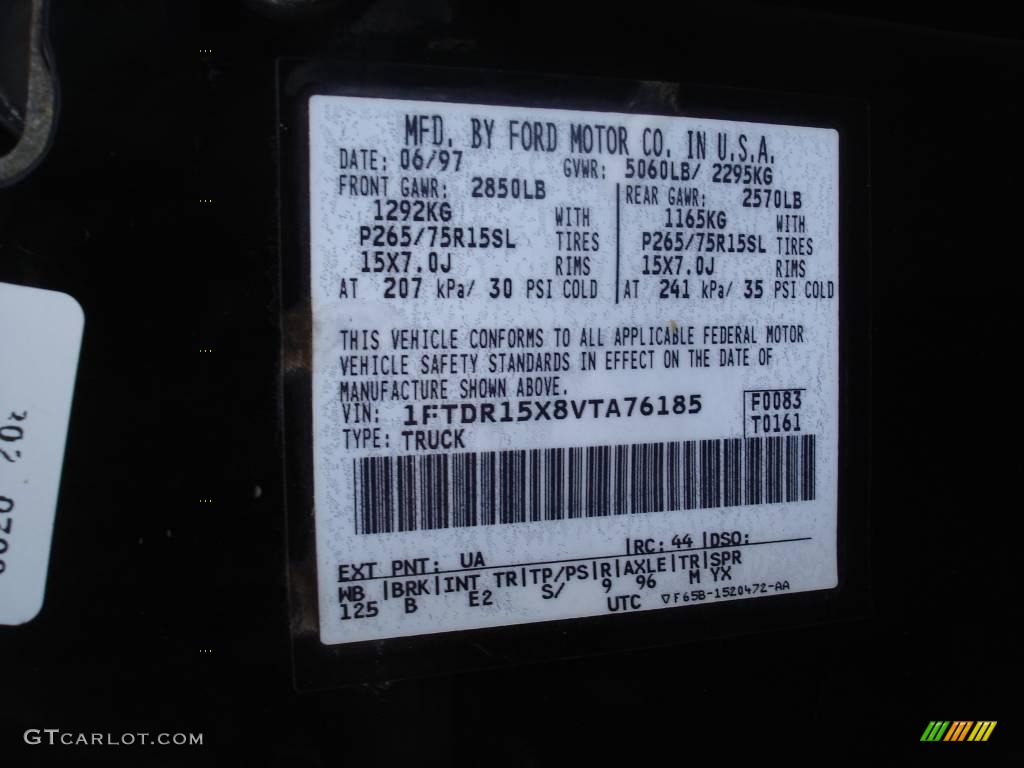 MFD. BY FORD MOTOR CO. IN U.S.A.
DATE: 06/97 GVWR: 5060LB/ 2295KG
FRONT GAWR: 2850LB REAR GAWR: 2570LB
1292KG WITH 1165KG WITH
P265/75R15SL TIRES P265/75R15SL TIRES
15X7.0J RIMS 15X7.0J RIMS
AT 207 kPa/ 30 PSI COLD AT 241 kPa/ 35 PSI COLD
THIS VEHICLE CONFORMS TO ALL APPLICABLE FEDERAL MOTOR
VEHICLE SAFETY STANDARDS IN EFFECT ON THE DATE OF
MANUFACTURE SHOWN ABOVE.
VIN: 1FTDR15X8VTA76185 F0083
TYPE: TRUCK T0161
EXT PNT: UA RC: 44 DSO:
WB BRK INT TR TP/PS R AXLE TR SPR
125 B E2 S/ 9 96 M YX
UTC ▽F65B-1520472-AA
GTCARLOT.COM